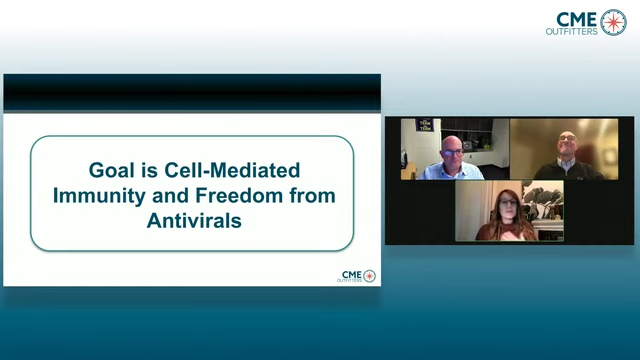 CME
OUTFITTERS
Goal is Cell-Mediated
Immunity and Freedom from
Antivirals
CME
OUTFITTERS